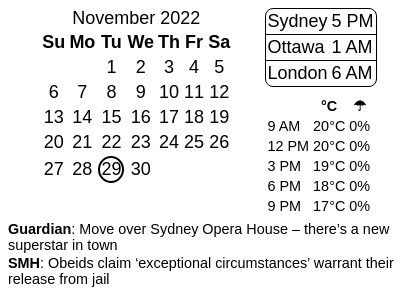 November 2022
Su Mo Tu We Th Fr Sa
1 2 3 4 5
6 7 8 9 10 11 12
13 14 15 16 17 18 19
20 21 22 23 24 25 26
27 28 29 30
Sydney 5 PM
Ottawa 1 AM
London 6 AM
°C ☂
9 AM 20°C 0%
12 PM 20°C 0%
3 PM 19°C 0%
6 PM 18°C 0%
9 PM 17°C 0%
Guardian: Move over Sydney Opera House – there’s a new
superstar in town
SMH: Obeids claim ‘exceptional circumstances’ warrant their
release from jail